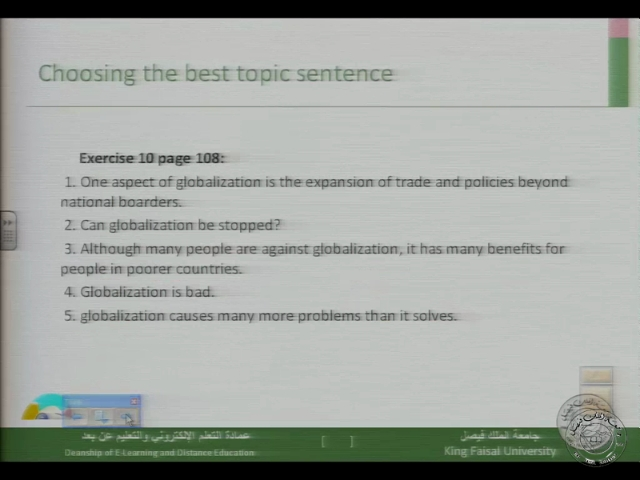 Choosing the best topic sentence
Exercise 10 page 108:
1. One aspect of globalization is the expansion of trade and policies beyond
national boarders.
2. Can globalization be stopped?
3. Although many people are against globalization, it has many benefits for
people in poorer countries.
4. Globalization is bad.
5. globalization causes many more problems than it solves.
عمادة التعلم الإلكتروني والتعليم عن بعد
[ ]
جامعة الملك فيصل
Deanship of E-Learning and Distance Education
King Faisal University